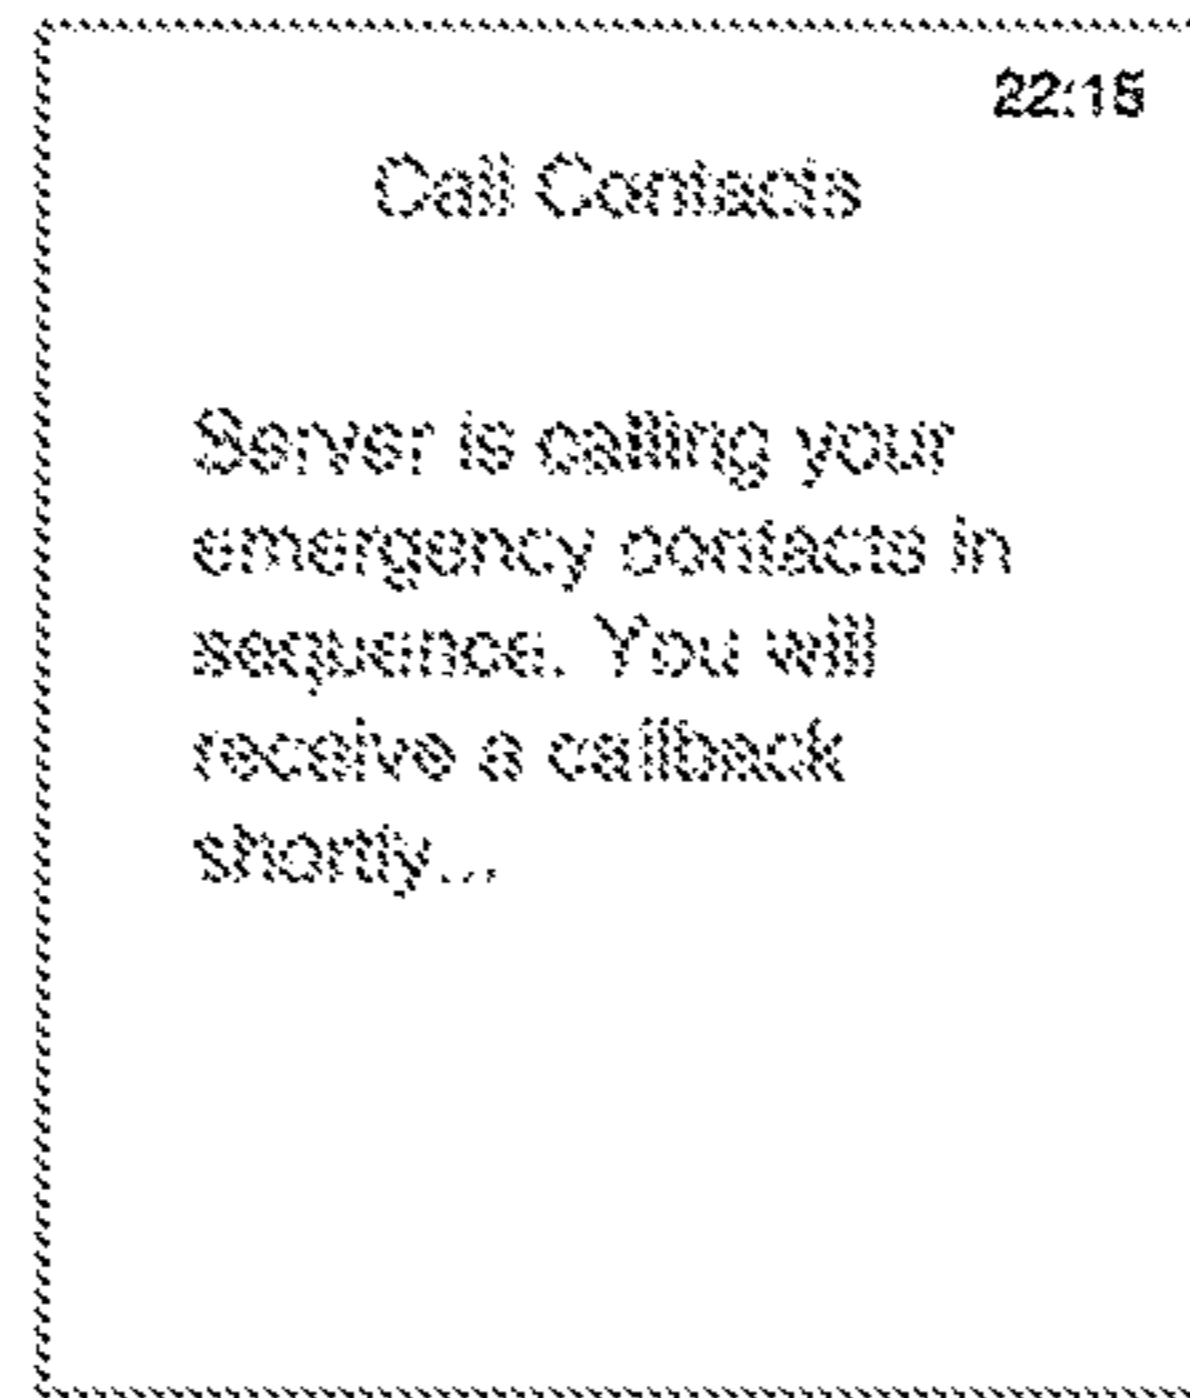 22:15
Call Contacts
Server is calling your
emergency contacts in
sequence. You will
receive a callback
shortly...